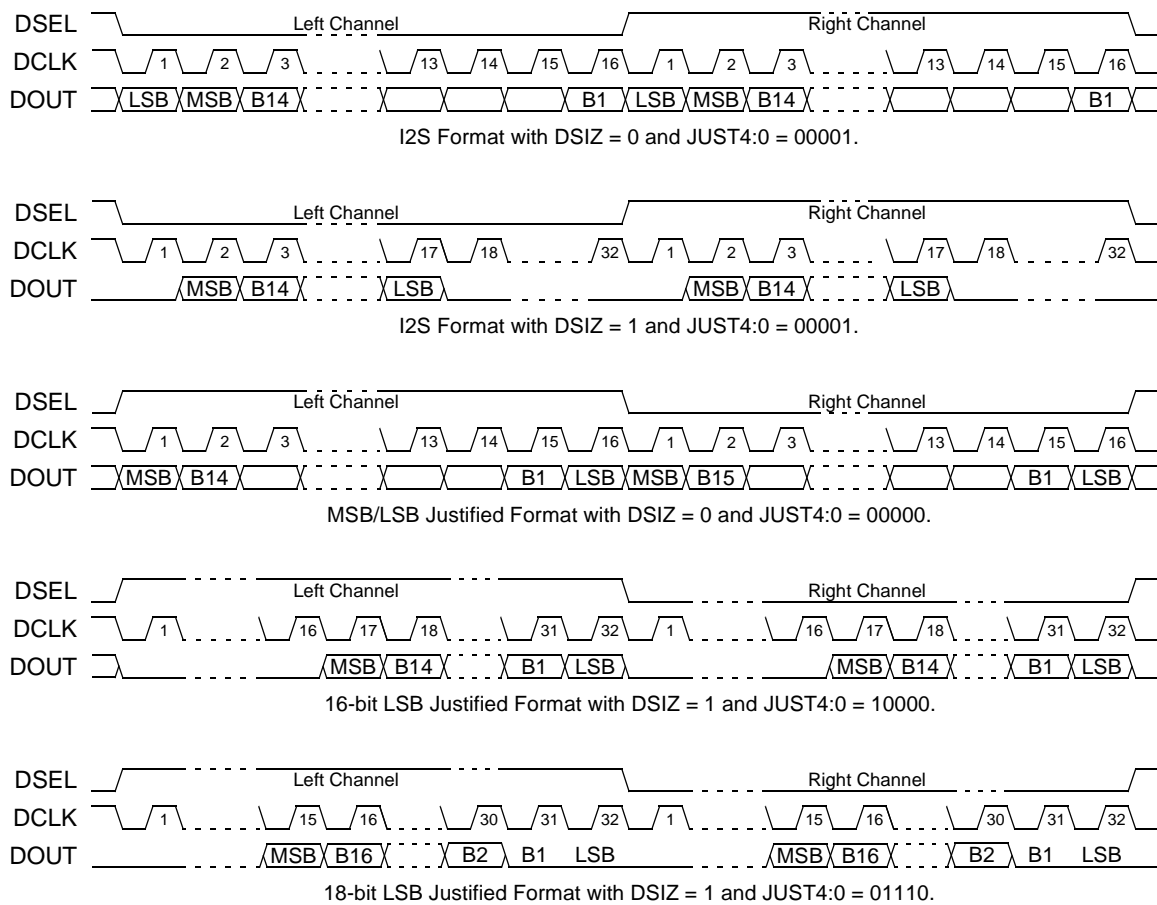 DSEL Left Channel Right Channel
DCLK 1 2 3 13 14 15 16 1 2 3 13 14 15 16
DOUT LSB MSB B14 B1 LSB MSB B14 B1
I2S Format with DSIZ = 0 and JUST4:0 = 00001.
DSEL Left Channel Right Channel
DCLK 1 2 3 17 18 32 1 2 3 17 18 32
DOUT MSB B14 LSB MSB B14 LSB
I2S Format with DSIZ = 1 and JUST4:0 = 00001.
DSEL Left Channel Right Channel
DCLK 1 2 3 13 14 15 16 1 2 3 13 14 15 16
DOUT MSB B14 B1 LSB MSB B15 B1 LSB
MSB/LSB Justified Format with DSIZ = 0 and JUST4:0 = 00000.
DSEL Left Channel Right Channel
DCLK 1 16 17 18 31 32 1 16 17 18 31 32
DOUT MSB B14 B1 LSB MSB B14 B1 LSB
16-bit LSB Justified Format with DSIZ = 1 and JUST4:0 = 10000.
DSEL Left Channel Right Channel
DCLK 1 15 16 30 31 32 1 15 16 30 31 32
DOUT MSB B16 B2 B1 LSB MSB B16 B2 B1 LSB
18-bit LSB Justified Format with DSIZ = 1 and JUST4:0 = 01110.